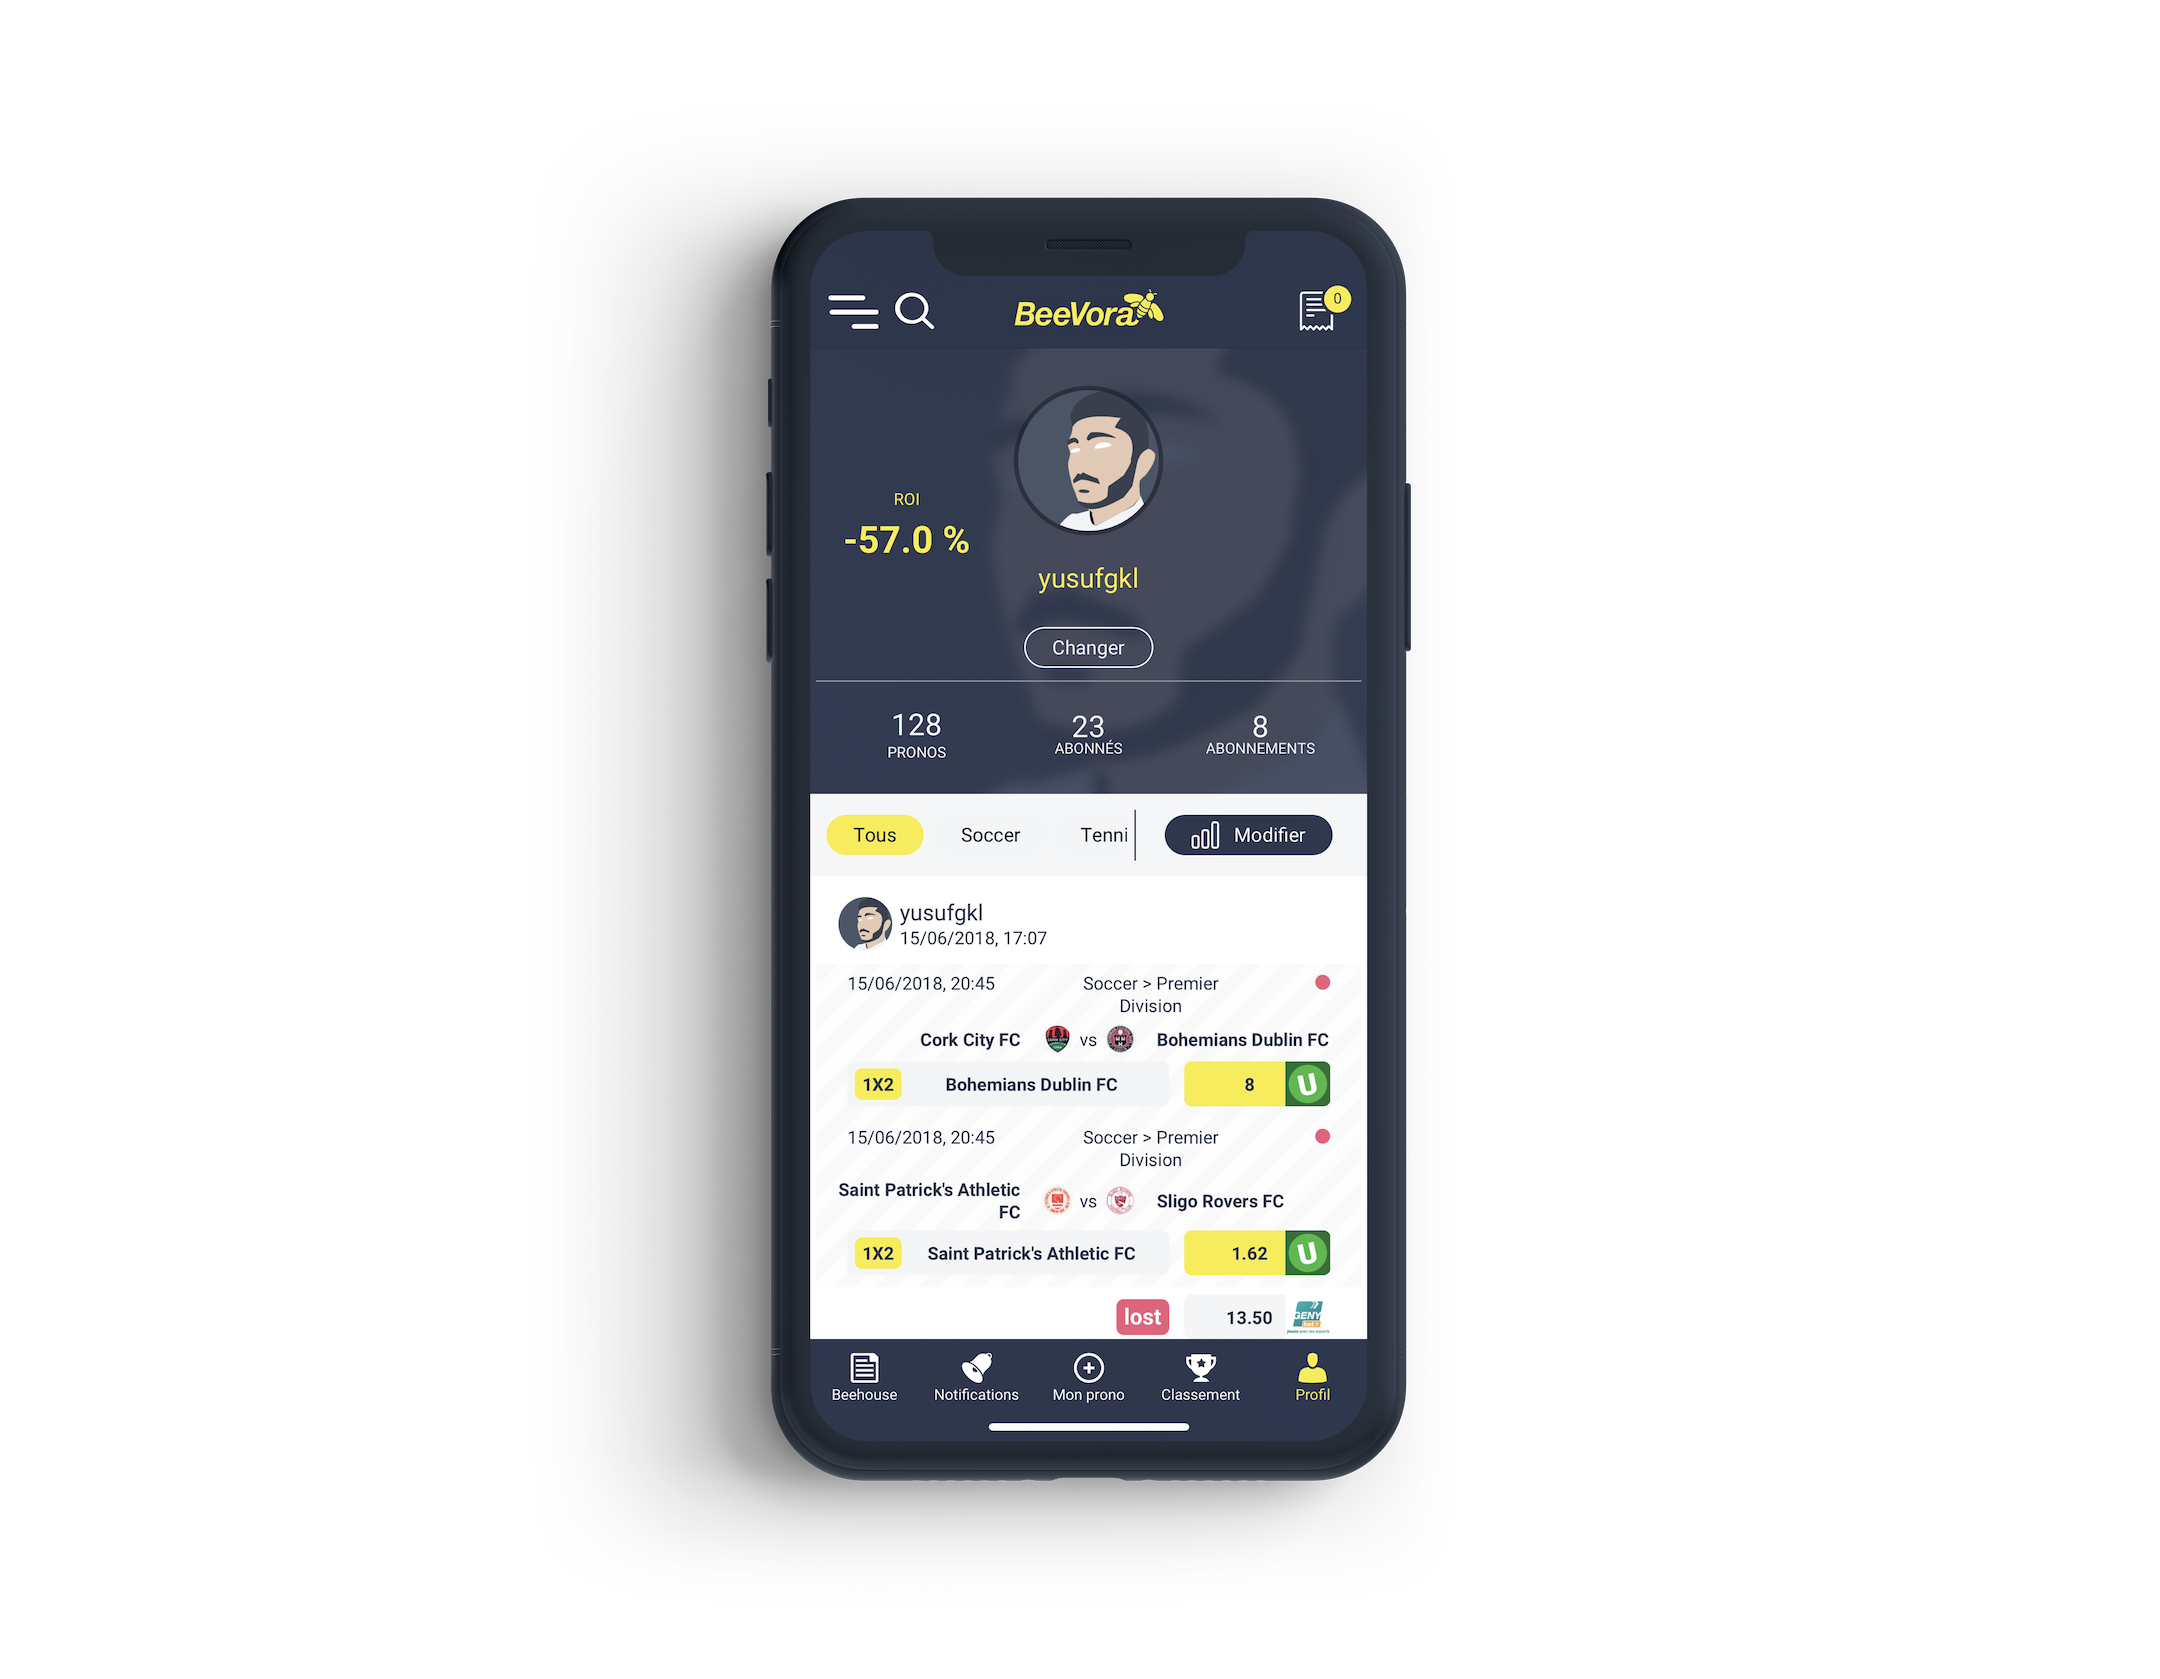 BeeVora
0
ROI
-57.0 %
yusufgkl
Changer
128
PRONOS
23
ABONNÉS
8
ABONNEMENTS
Tous
Soccer
Tenni
Modifier
yusufgkl
15/06/2018, 17:07
15/06/2018, 20:45
Soccer > Premier
Division
Cork City FC
vs
Bohemians Dublin FC
1X2
Bohemians Dublin FC
8
U
15/06/2018, 20:45
Soccer > Premier
Division
Saint Patrick's Athletic
FC
vs
Sligo Rovers FC
1X2
Saint Patrick's Athletic FC
1.62
U
lost
13.50
GENY
bet
Beehouse
Notifications
Mon prono
Classement
Profil